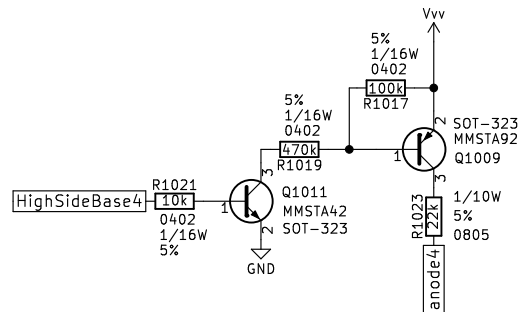 Vvv
5%
1/16W
0402
100k
R1017
2
SOT-323
MMSTA92
Q1009
1
3
5%
1/16W
0402
470k
R1019
3
Q1011
MMSTA42
SOT-323
1
2
GND
HighSideBase4
R1021
10k
0402
1/16W
5%
R1023
22k
1/10W
5%
0805
anode4